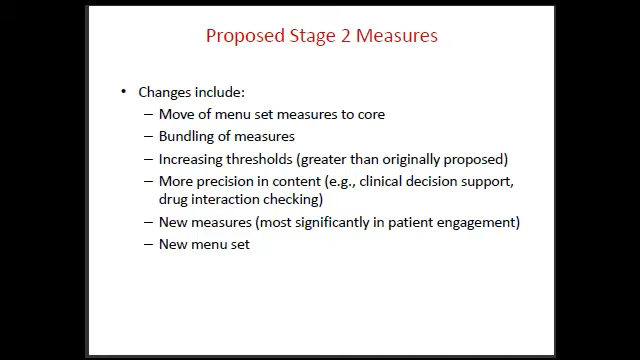 Proposed Stage 2 Measures
• Changes include:
– Move of menu set measures to core
– Bundling of measures
– Increasing thresholds (greater than originally proposed)
– More precision in content (e.g., clinical decision support,
drug interaction checking)
– New measures (most significantly in patient engagement)
– New menu set